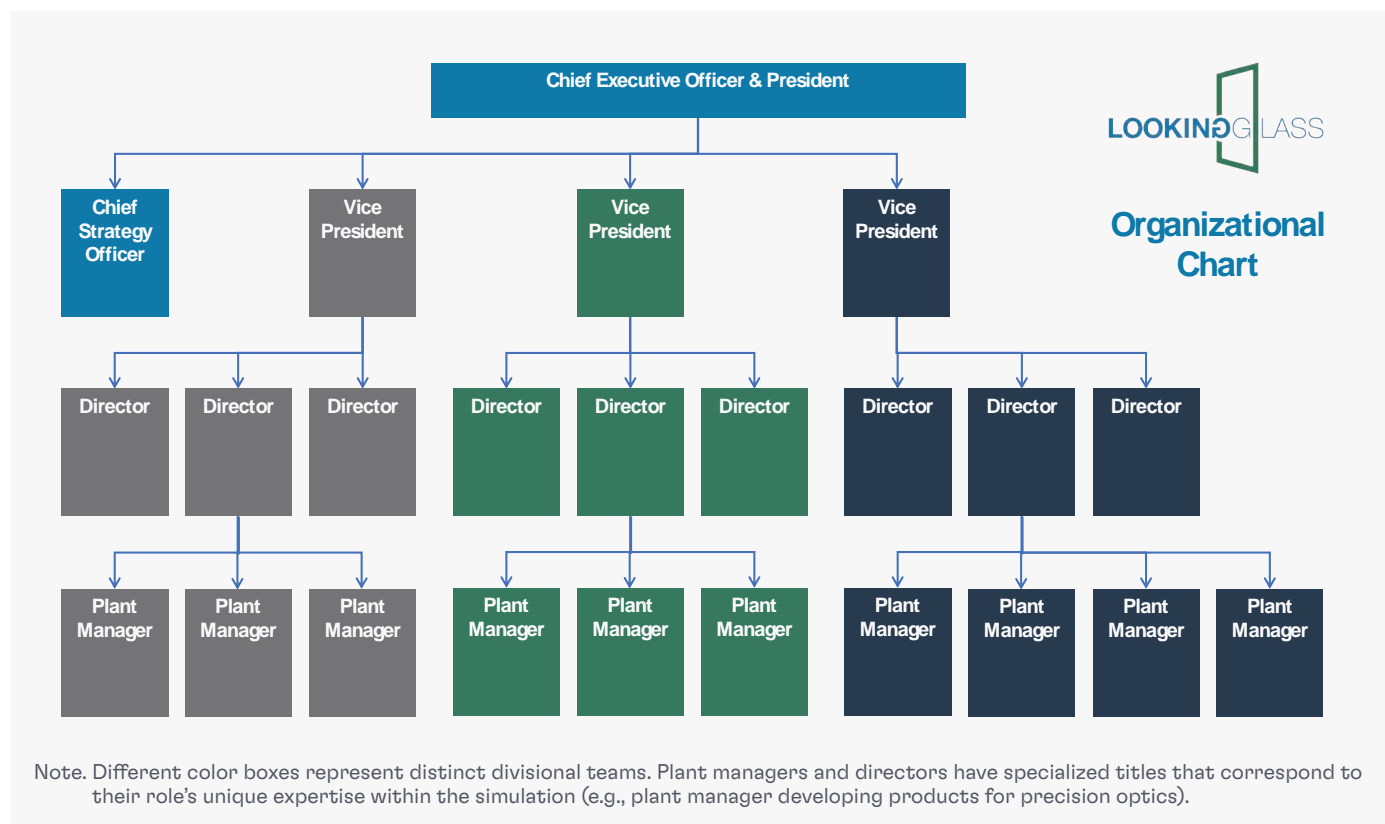 Chief Executive Officer & President
LOOKINGGLASS
Organizational
Chart
Chief
Strategy
Officer
Vice
President
Vice
President
Vice
President
Director
Director
Director
Director
Director
Director
Director
Director
Director
Plant
Manager
Plant
Manager
Plant
Manager
Plant
Manager
Plant
Manager
Plant
Manager
Plant
Manager
Plant
Manager
Plant
Manager
Plant
Manager
Note. Different color boxes represent distinct divisional teams. Plant managers and directors have specialized titles that correspond to
their role's unique expertise within the simulation (e.g., plant manager developing products for precision optics).